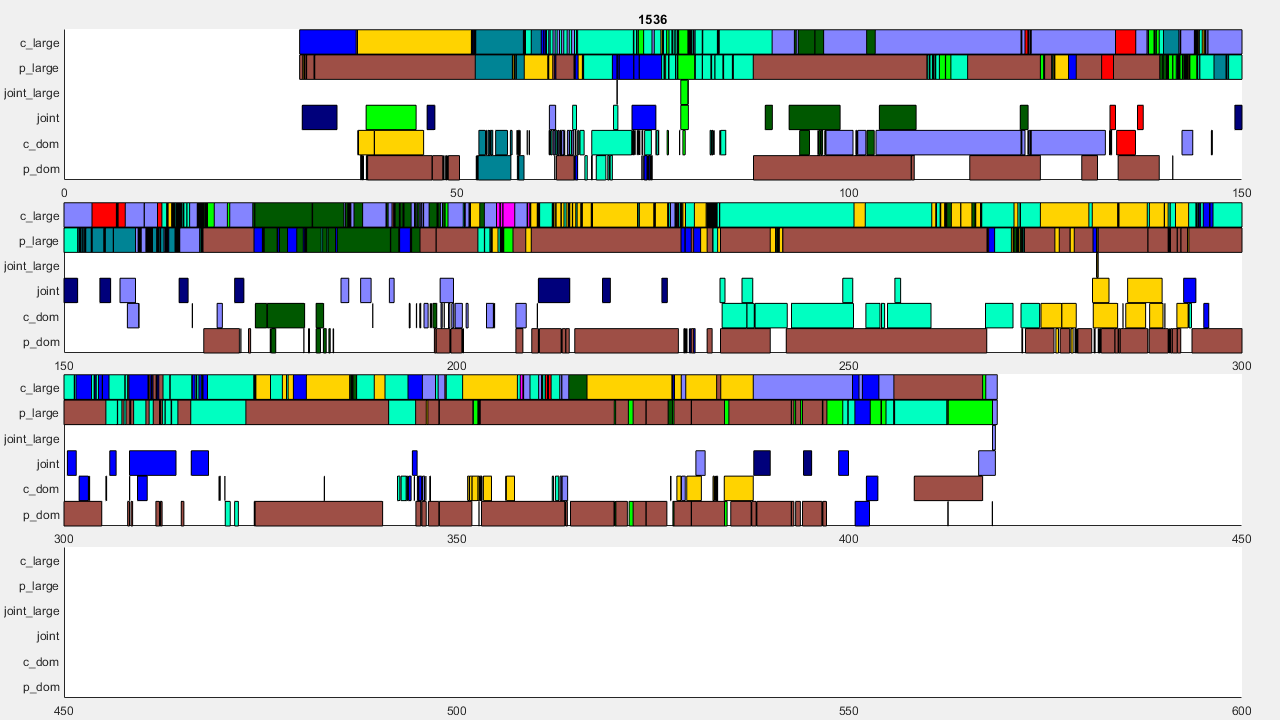 1536
c_large
p_large
joint_large
joint
c_dom
p_dom
0 50 100 150
c_large
p_large
joint_large
joint
c_dom
p_dom
150 200 250 300
c_large
p_large
joint_large
joint
c_dom
p_dom
300 350 400 450
c_large
p_large
joint_large
joint
c_dom
p_dom
450 500 550 600